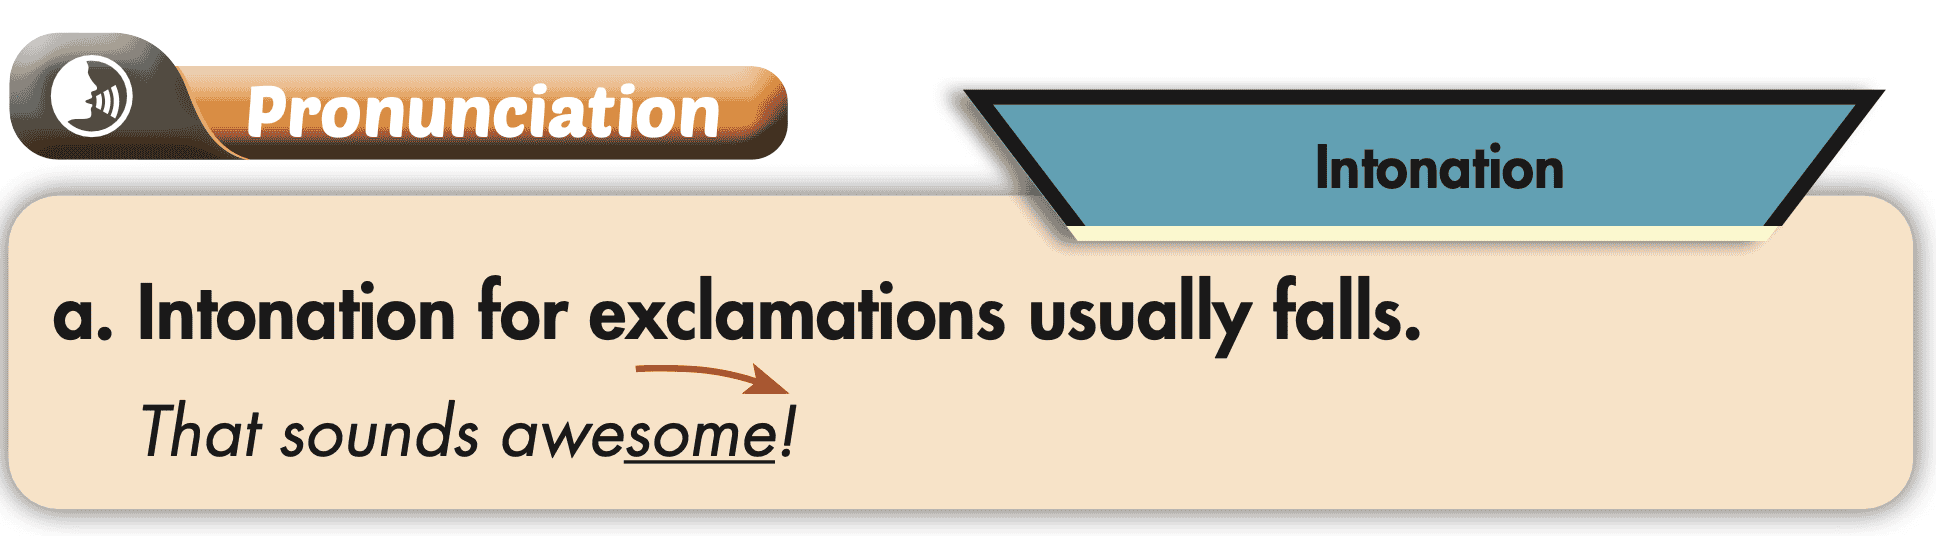 Pronunciation
Intonation
a. Intonation for exclamations usually falls.
That sounds awesome!